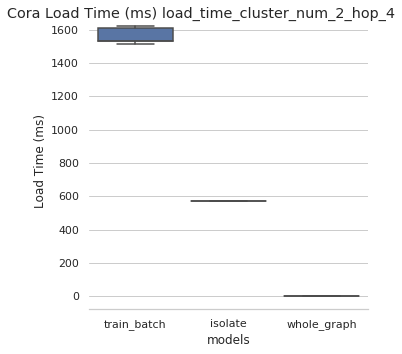 Cora Load Time (ms) load_time_cluster_num_2_hop_4
1600
1400
1200
1000
800
600
400
200
0
Load Time (ms)
train_batch isolate whole_graph
models